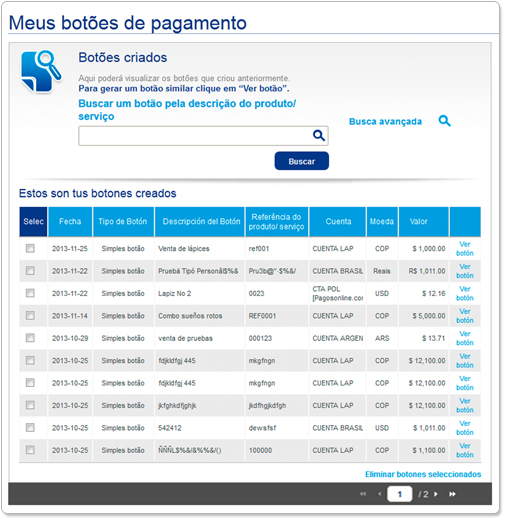 Meus botões de pagamento
Botões criados
Aqui poderá visualizar os botões que criou anteriormente.
Para gerar um botão similar clique em “Ver botão”.
Buscar um botão pela descrição do produto/
serviço
Busca avançada
Buscar
Estos son tus botones creados
Selec Fecha Tipo de Botón Descripción del Botón Referência do produto/ serviço Cuenta Moeda Valor
2013-11-25 Simples botão Venta de lápices ref001 CUENTA LAP COP $ 1,000.00 Ver botón
2013-11-22 Simples botão Pruebá Tipó Personâl$%& Pru3b@"·$%&/ CUENTA BRASIL Reais R$ 1,011.00 Ver botón
2013-11-22 Simples botão Lapiz No 2 0023 CTA POL [Pagosonline.con USD $ 12.16 Ver botón
2013-11-14 Simples botão Combo sueños rotos REF0001 CUENTA LAP COP $ 5,000.00 Ver botón
2013-10-29 Simples botão venta de pruebas 000123 CUENTA ARGEN ARS $ 13.71 Ver botón
2013-10-25 Simples botão fdjkldfgj 445 mkgfngn CUENTA LAP COP $ 12,100.00 Ver botón
2013-10-25 Simples botão fdjkldfgj 445 mkgfngn CUENTA LAP COP $ 12,100.00 Ver botón
2013-10-25 Simples botão jkfghkdfjghjk jkdfhgjkdfgh CUENTA LAP COP $ 12,100.00 Ver botón
2013-10-25 Simples botão 542412 dewsfsf CUENTA BRASIL USD $ 1,011.00 Ver botón
2013-10-25 Simples botão ÑÑÑL$%&/&%%&/() 100000 CUENTA LAP COP $ 1,100.00 Ver botón
Eliminar botones seleccionados
1 / 2